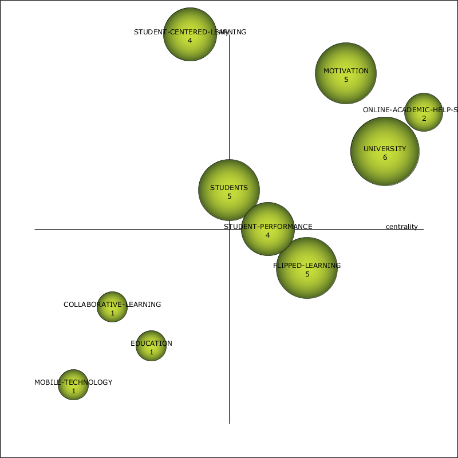 STUDENT-CENTERED-LEARNING
4
MOTIVATION
5
ONLINE-ACADEMIC-HELP-S
2
UNIVERSITY
6
STUDENTS
5
STUDENT-PERFORMANCE
4
centrality
FLIPPED-LEARNING
5
COLLABORATIVE-LEARNING
1
EDUCATION
1
MOBILE-TECHNOLOGY
1